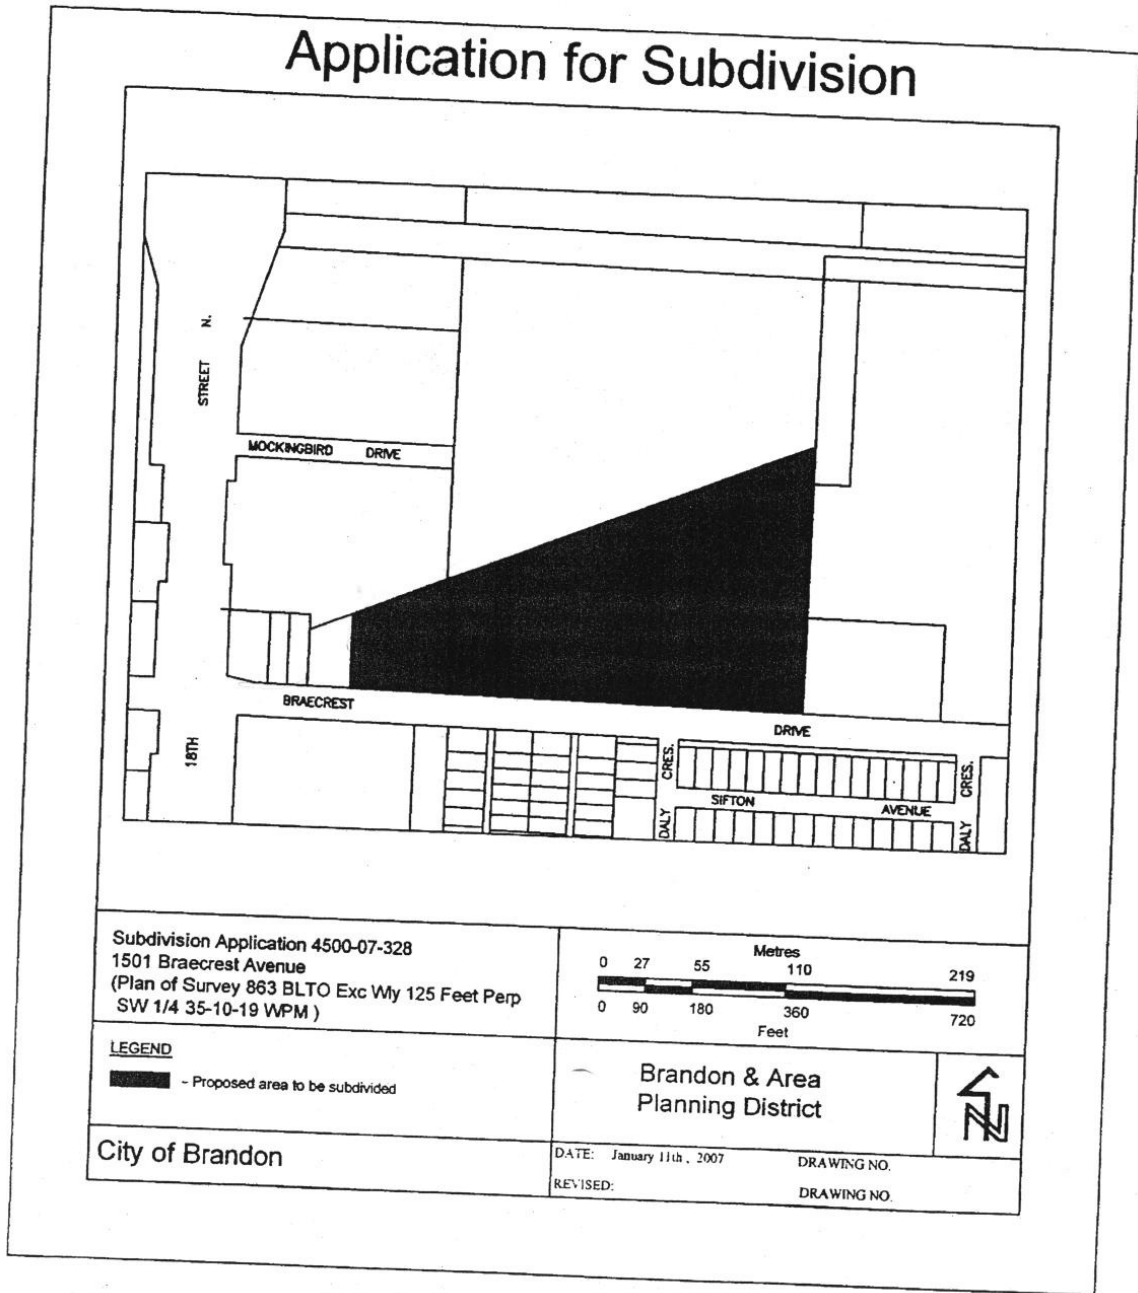 Application for Subdivision
STREET N.
MOCKINGBIRD DRIVE
BRAECREST
DRIVE
18TH
CRES.
SIFTON AVENUE
CRES.
DALY
DALY
Subdivision Application 4500-07-328
1501 Braecrest Avenue
(Plan of Survey 863 BLTO Exc Wly 125 Feet Perp
SW 1/4 35-10-19 WPM )
Metres
0 27 55 110 219
0 90 180 360 720
Feet
LEGEND
- Proposed area to be subdivided
Brandon & Area
Planning District
N
City of Brandon
DATE: January 11th , 2007 DRAWING NO.
REVISED: DRAWING NO.